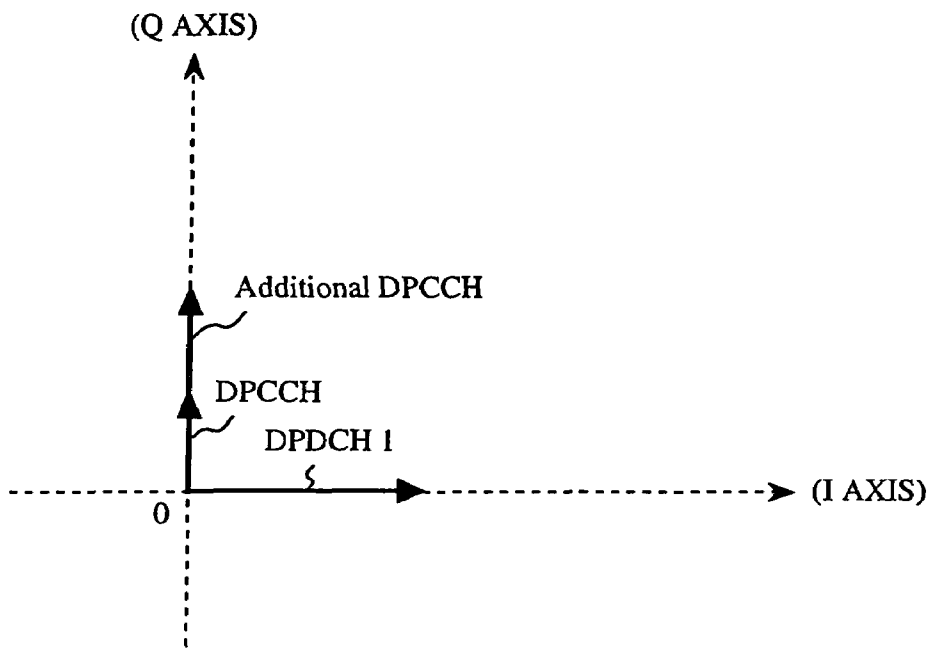 (Q AXIS)
Additional DPCCH
DPCCH
DPDCH 1
0
(I AXIS)